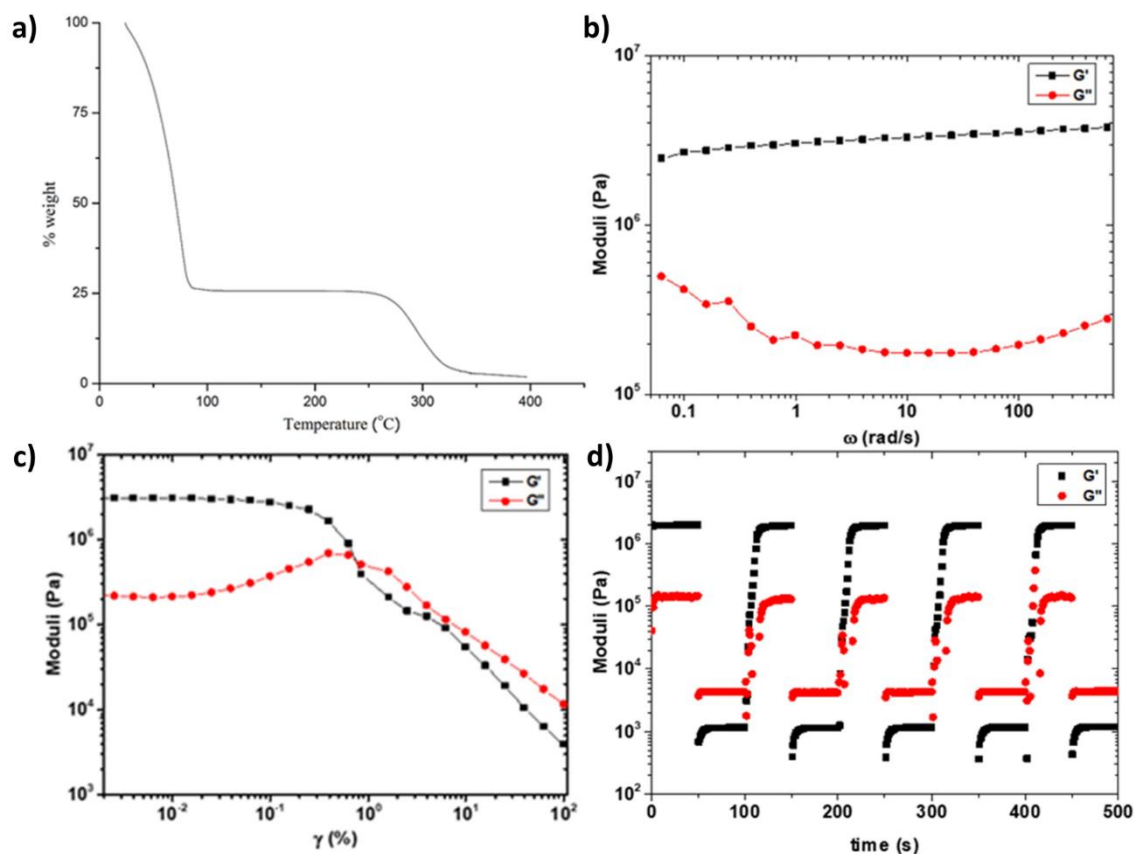 a)
100
75
50
25
0
% weight
0
100
200
300
400
Temperature (°C)
b)
10⁷
10⁶
10⁵
Moduli (Pa)
G'
G''
0.1
1
10
100
ω (rad/s)
c)
10⁷
10⁶
10⁵
10⁴
10³
Moduli (Pa)
G'
G''
10⁻²
10⁻¹
10⁰
10¹
10²
γ (%)
d)
10⁷
10⁶
10⁵
10⁴
10³
10²
Moduli (Pa)
G'
G''
0
100
200
300
400
500
time (s)